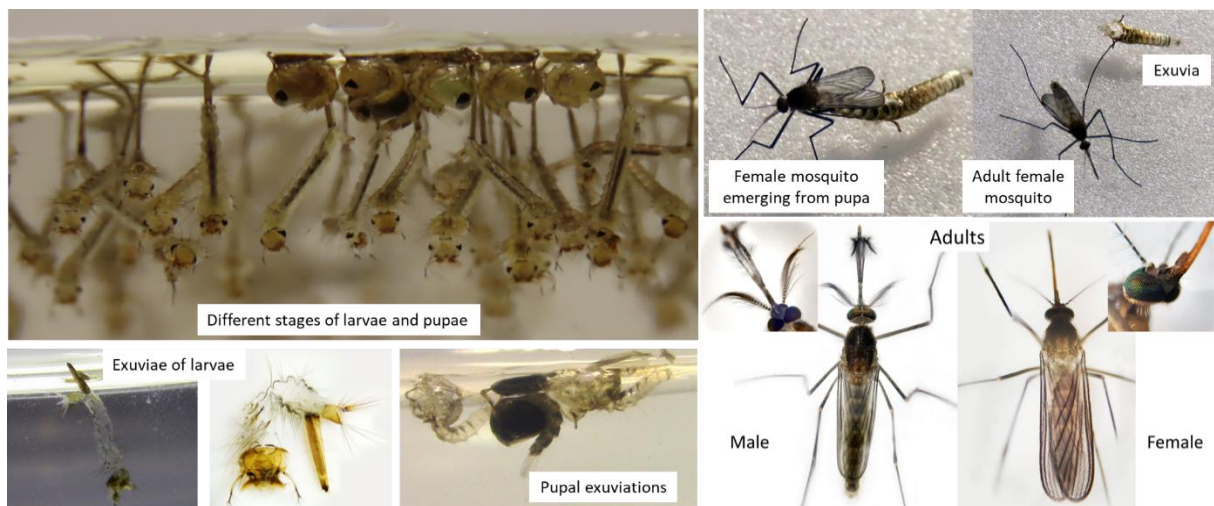 Different stages of larvae and pupae
Exuviae of larvae
Pupal exuviations
Female mosquito
emerging from pupa
Adult female
mosquito
Exuvia
Adults
Male
Female